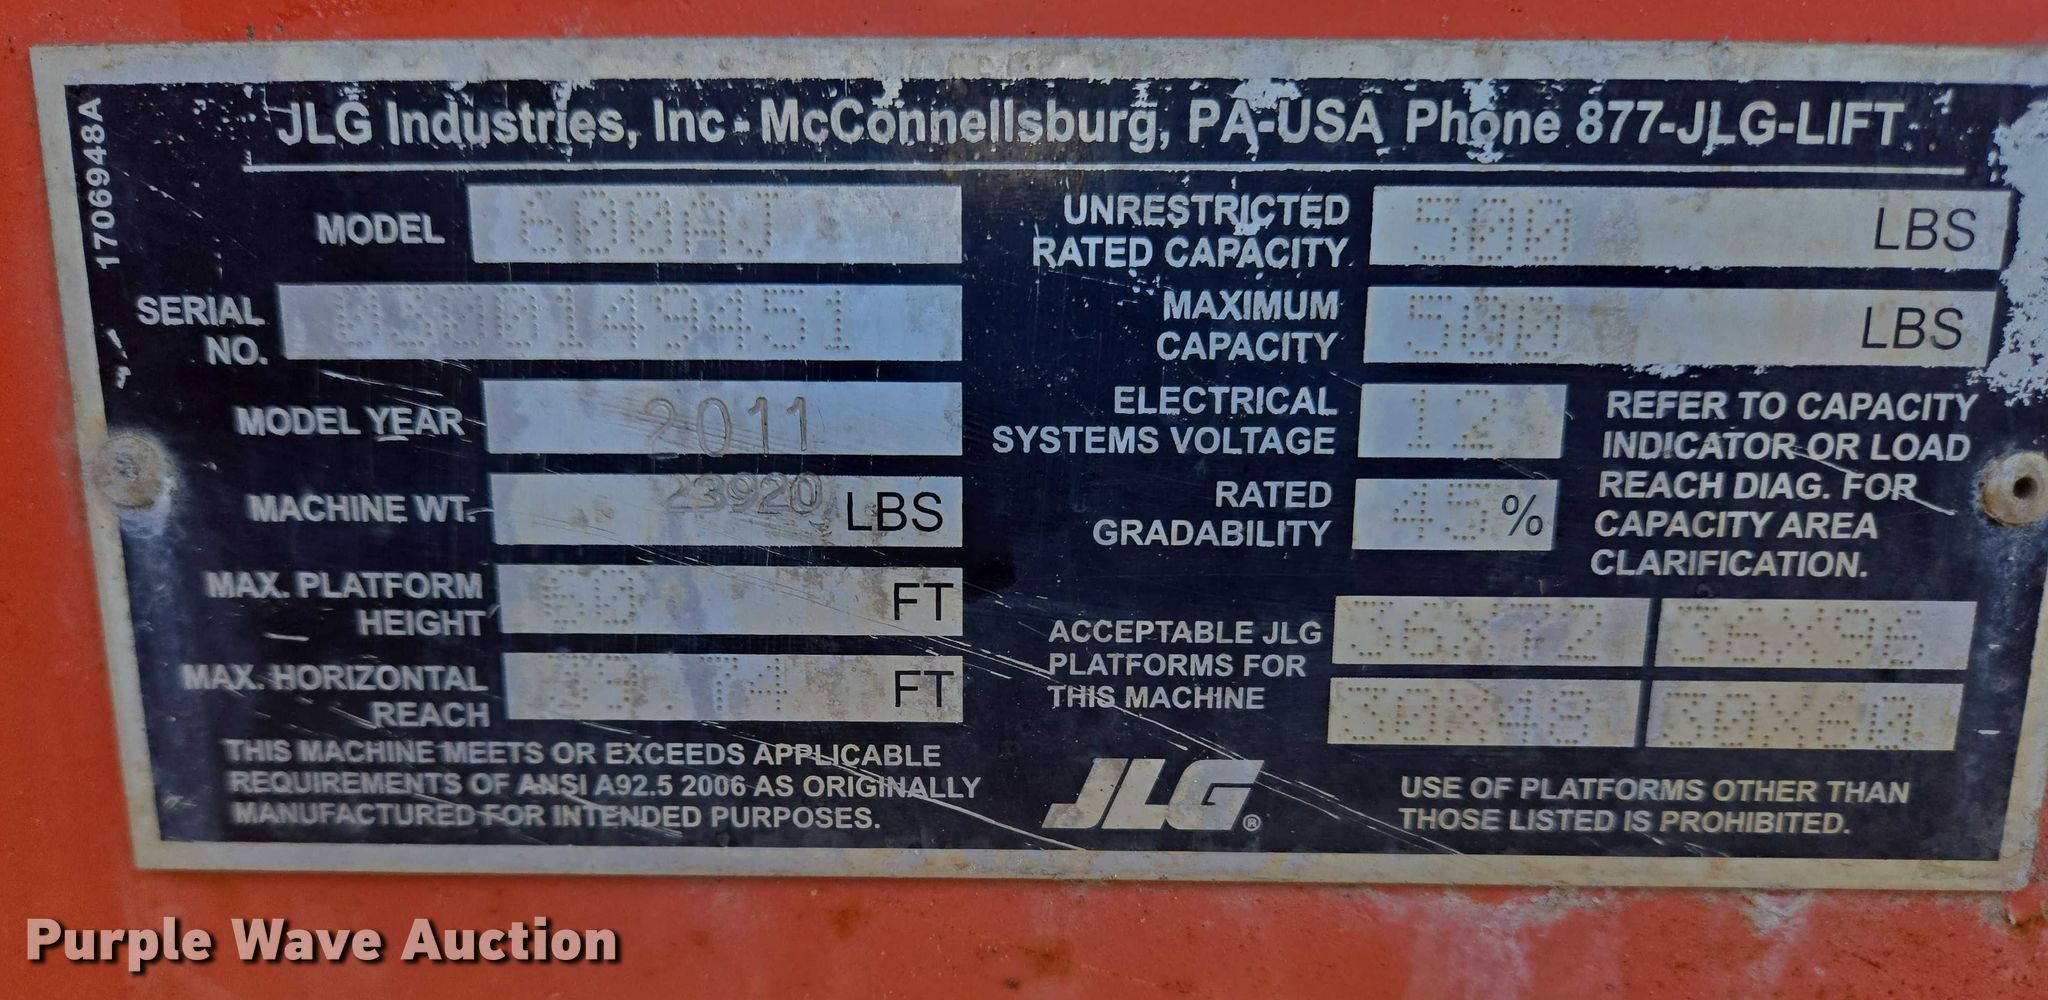 JLG Industries, Inc - McConnellsburg, PA-USA Phone 877-JLG-LIFT
1706948A
MODEL 600AJ
SERIAL NO. 0300149451
MODEL YEAR 2011
MACHINE WT. 23920 LBS
MAX. PLATFORM HEIGHT 60 FT
MAX. HORIZONTAL REACH .74 FT
THIS MACHINE MEETS OR EXCEEDS APPLICABLE
REQUIREMENTS OF ANSI A92.5 2006 AS ORIGINALLY
MANUFACTURED FOR INTENDED PURPOSES.
UNRESTRICTED RATED CAPACITY 500 LBS
MAXIMUM CAPACITY 500 LBS
ELECTRICAL SYSTEMS VOLTAGE 12
RATED GRADABILITY 45 %
REFER TO CAPACITY
INDICATOR OR LOAD
REACH DIAG. FOR
CAPACITY AREA
CLARIFICATION.
ACCEPTABLE JLG
PLATFORMS FOR
THIS MACHINE
36X72 36X96
30X48
JLG®
USE OF PLATFORMS OTHER THAN
THOSE LISTED IS PROHIBITED.
Purple Wave Auction